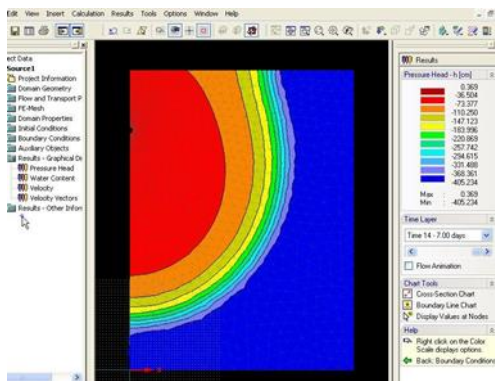 Edit View Insert Calculation Results Tools Options Window Help
ect Data
Source1
Project Information
Domain Geometry
Flow and Transport P
FE-Mesh
Domain Properties
Initial Conditions
Boundary Conditions
Auxiliary Objects
Results - Graphical Di
Pressure Head
Water Content
Velocity
Velocity Vectors
Results - Other Infor
Results
Pressure Head - h [cm]
0.369
-36.504
-73.377
-110.250
-147.123
-183.996
-220.869
-257.742
-294.615
-331.488
-368.361
-405.234
Max 0.369
Min -405.234
Time Layer
Time 14 - 7.00 days
Flow Animation
Chart Tools
Cross-Section Chart
Boundary Line Chart
Display Values at Nodes
Help
Right click on the Color
Scale displays options.
Back: Boundary Condition